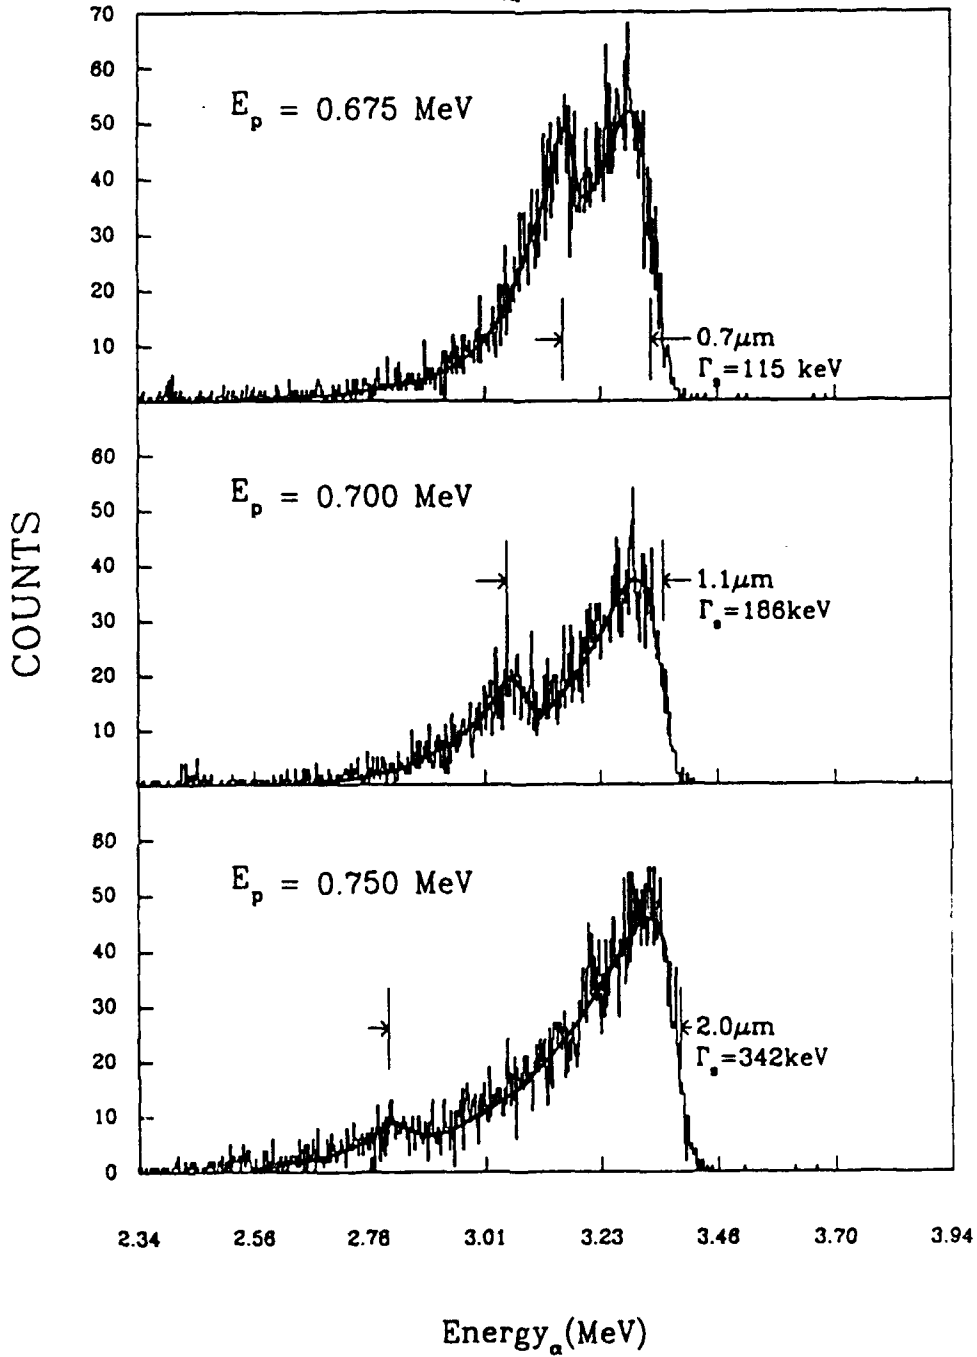 70
60
50
40
30
20
10
E_p = 0.675 MeV
0.7μm
Γ_s=115 keV
60
50
40
30
20
10
E_p = 0.700 MeV
1.1μm
Γ_s=186keV
COUNTS
60
50
40
30
20
10
0
E_p = 0.750 MeV
2.0μm
Γ_s=342keV
2.34 2.56 2.78 3.01 3.23 3.46 3.70 3.94
Energy_α(MeV)